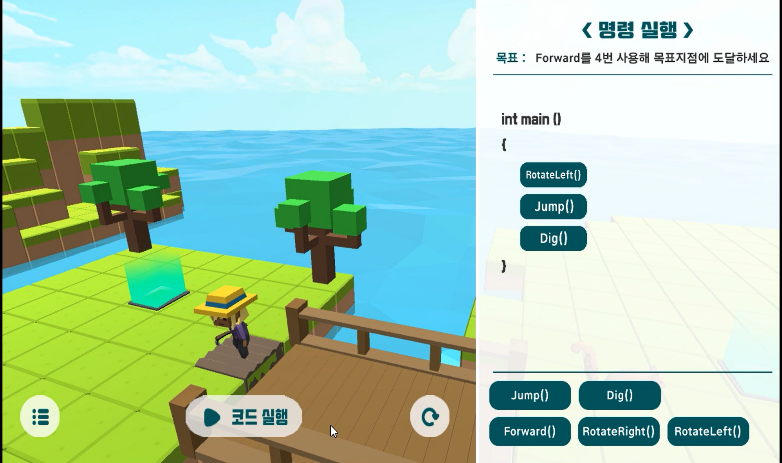 < 명령 실행 >
목표 : Forward를 4번 사용해 목표지점에 도달하세요
int main ()
{
RotateLeft()
Jump()
Dig()
}
Jump() Dig()
Forward() RotateRight() RotateLeft()
코드 실행